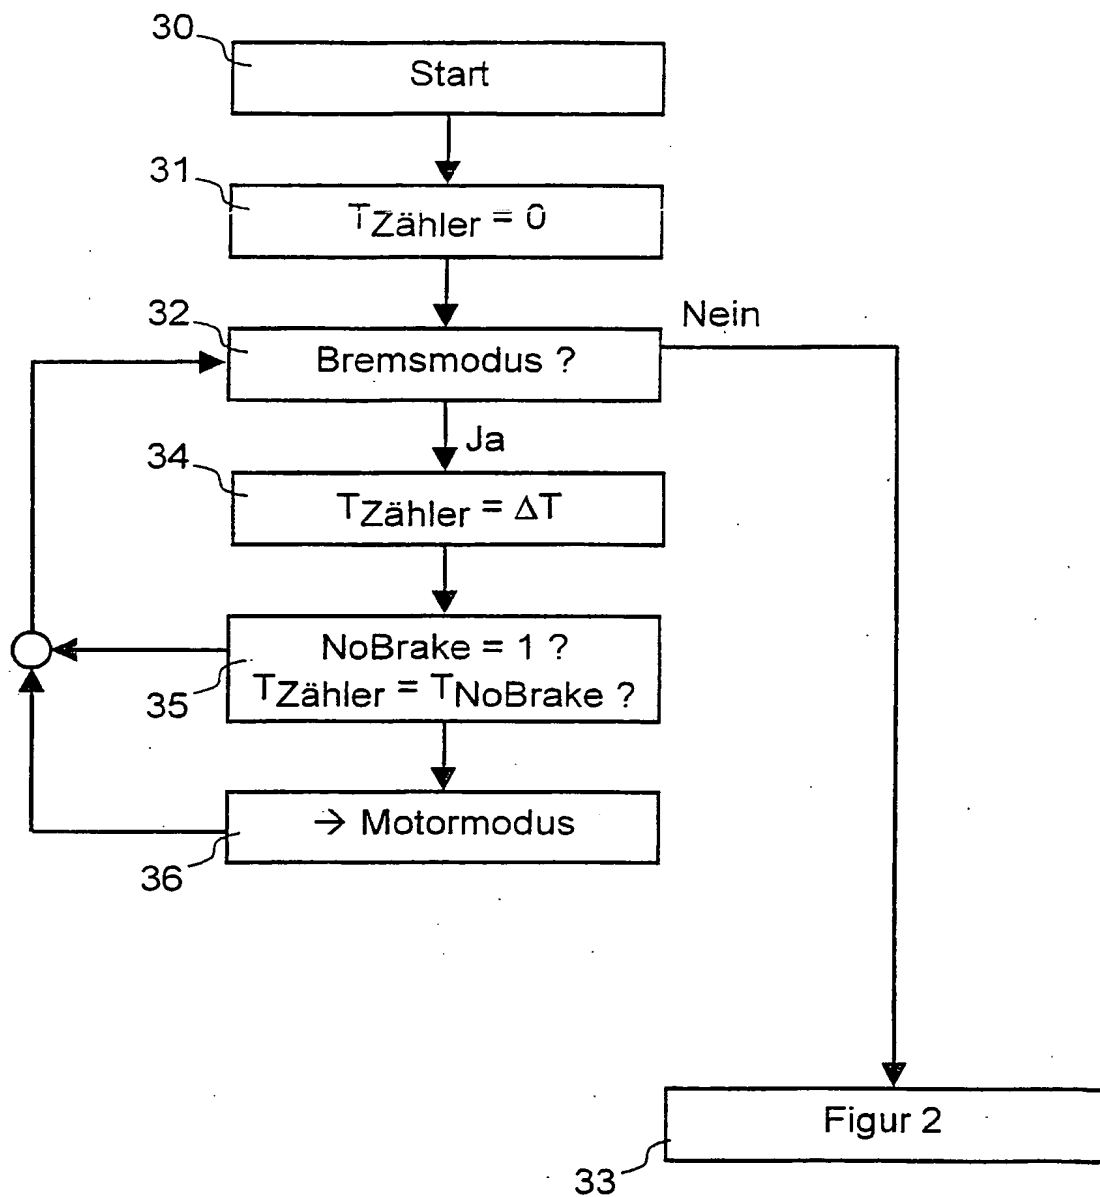 30
Start
31
TZähler = 0
32
Nein
Bremsmodus ?
Ja
34
TZähler = ΔT
NoBrake = 1 ?
35
TZähler = TNoBrake ?
→ Motormodus
36
Figur 2
33